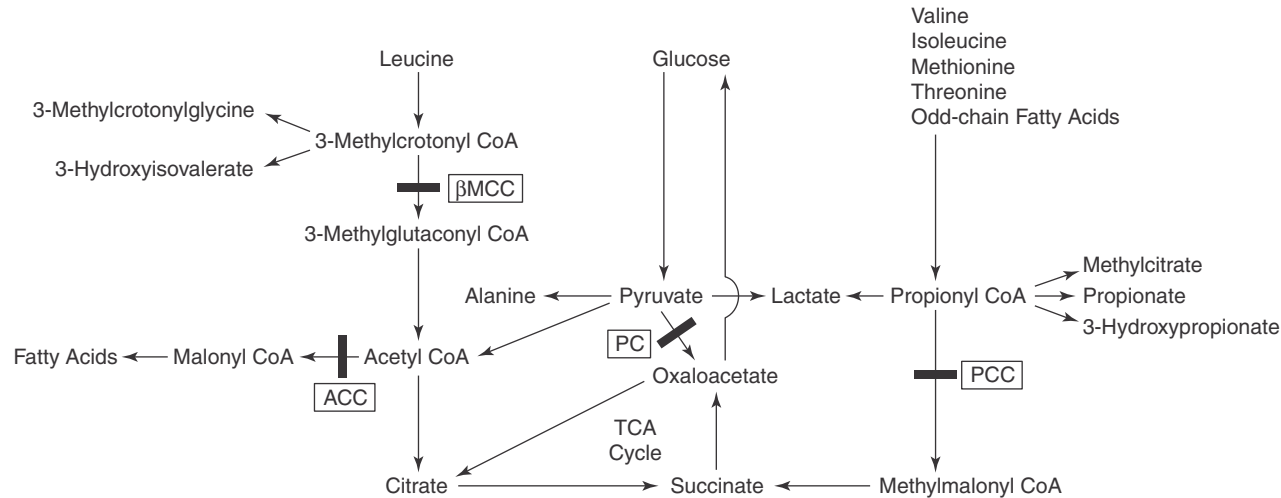 Valine
Isoleucine
Methionine
Threonine
Odd-chain Fatty Acids
Leucine
Glucose
3-Methylcrotonylglycine
3-Methylcrotonyl CoA
3-Hydroxyisovalerate
βMCC
3-Methylglutaconyl CoA
Methylcitrate
Alanine
Pyruvate
Lactate
Propionyl CoA
Propionate
3-Hydroxypropionate
PC
Fatty Acids
Malonyl CoA
Acetyl CoA
Oxaloacetate
PCC
ACC
TCA
Cycle
Citrate
Succinate
Methylmalonyl CoA